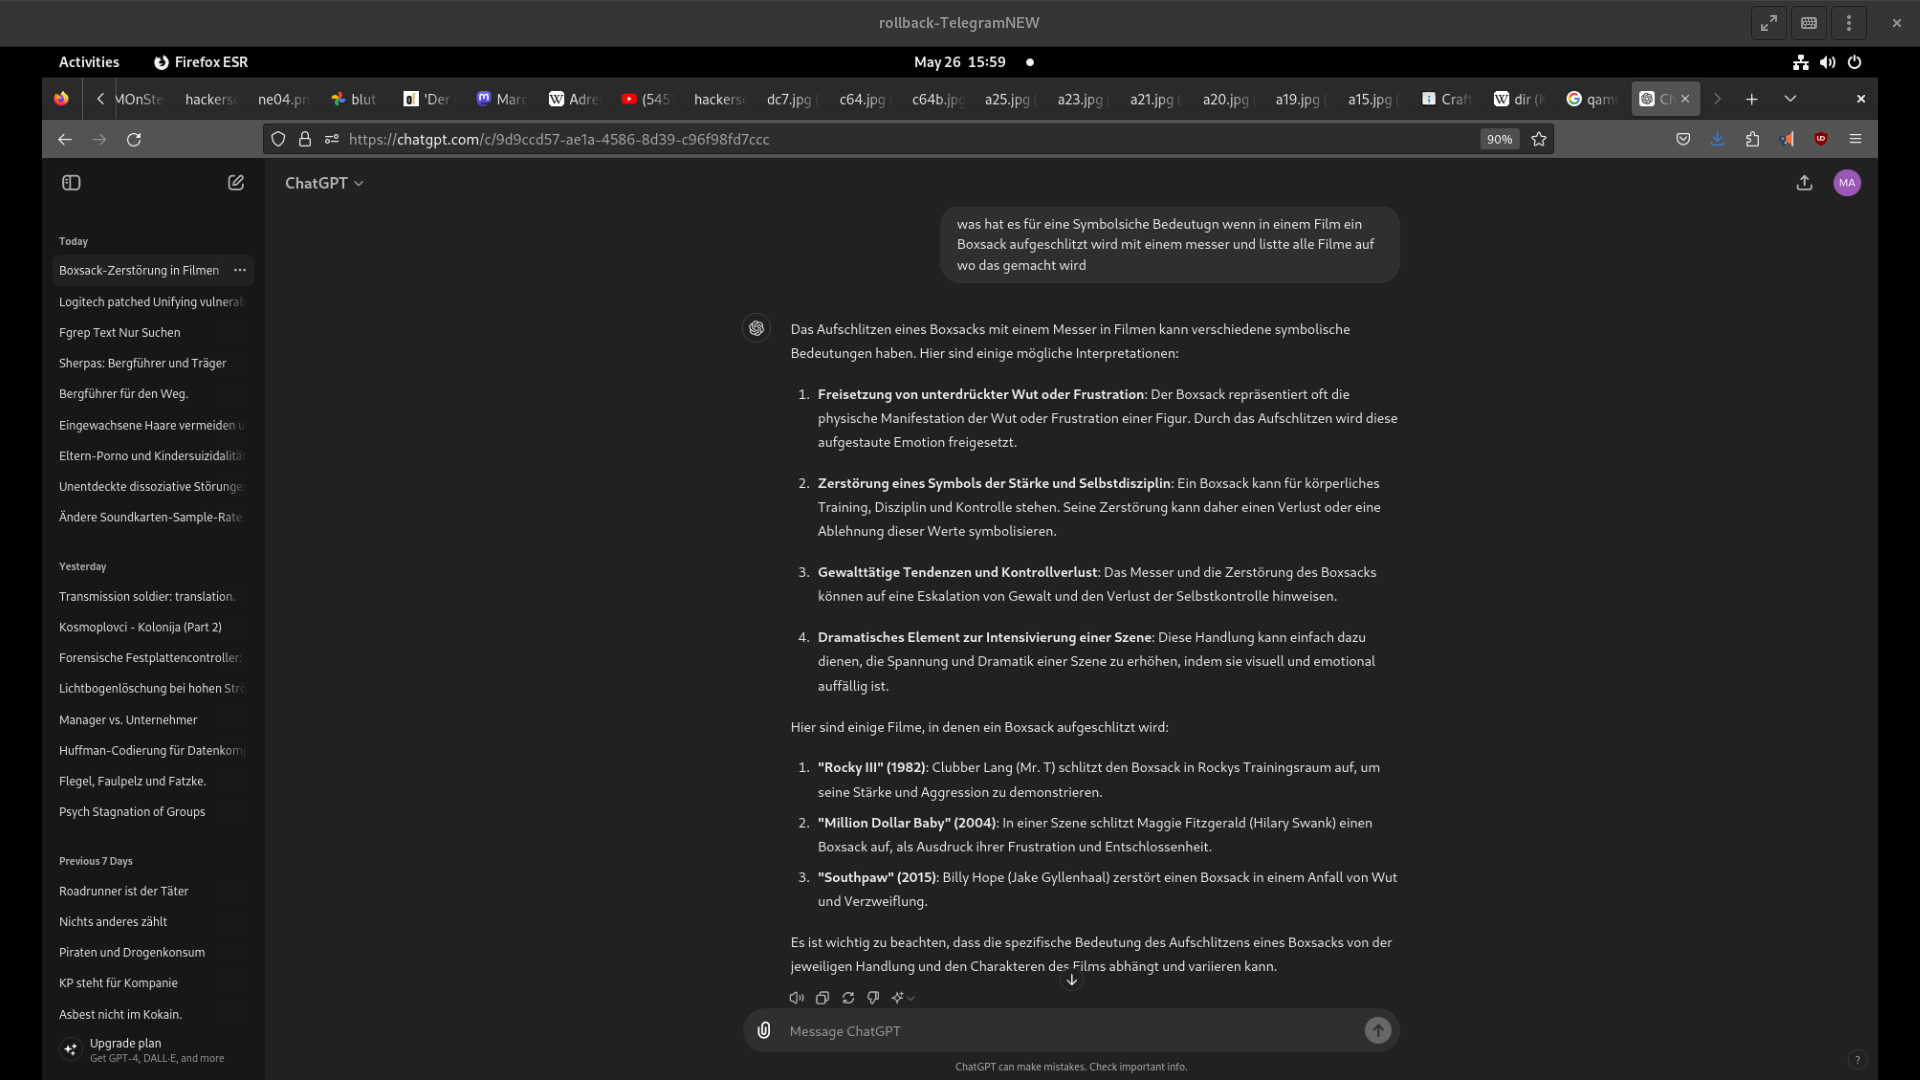 rollback-TelegramNEW
Activities
Firefox ESR
May 26 15:59
MOnSte
hackers
ne04.pn
blut
'Der
Marc
Adre
(545
hackers
dc7.jpg
c64.jpg
c64b.jpg
a25.jpg
a23.jpg
a21.jpg
a20.jpg
a19.jpg
a15.jpg
Craft
dir (
qam
Ch
https://chatgpt.com/c/9d9ccd57-ae1a-4586-8d39-c96f98fd7ccc
90%
ChatGPT
MA
Today
Boxsack-Zerstörung in Filmen
Logitech patched Unifying vulnerab
Fgrep Text Nur Suchen
Sherpas: Bergführer und Träger
Bergführer für den Weg.
Eingewachsene Haare vermeiden u
Eltern-Porno und Kindersuizidalität
Unentdeckte dissoziative Störunge
Ändere Soundkarten-Sample-Rate.
Yesterday
Transmission soldier: translation.
Kosmoplovci - Kolonija (Part 2)
Forensische Festplattencontroller:
Lichtbogenlöschung bei hohen Strö
Manager vs. Unternehmer
Huffman-Codierung für Datenkomp
Flegel, Faulpelz und Fatzke.
Psych Stagnation of Groups
Previous 7 Days
Roadrunner ist der Täter
Nichts anderes zählt
Piraten und Drogenkonsum
KP steht für Kompanie
Asbest nicht im Kokain.
Upgrade plan
Get GPT-4, DALL·E, and more
was hat es für eine Symbolsiche Bedeutugn wenn in einem Film ein
Boxsack aufgeschlitzt wird mit einem messer und listte alle Filme auf
wo das gemacht wird
Das Aufschlitzen eines Boxsacks mit einem Messer in Filmen kann verschiedene symbolische
Bedeutungen haben. Hier sind einige mögliche Interpretationen:
1. Freisetzung von unterdrückter Wut oder Frustration: Der Boxsack repräsentiert oft die
physische Manifestation der Wut oder Frustration einer Figur. Durch das Aufschlitzen wird diese
aufgestaute Emotion freigesetzt.
2. Zerstörung eines Symbols der Stärke und Selbstdisziplin: Ein Boxsack kann für körperliches
Training, Disziplin und Kontrolle stehen. Seine Zerstörung kann daher einen Verlust oder eine
Ablehnung dieser Werte symbolisieren.
3. Gewalttätige Tendenzen und Kontrollverlust: Das Messer und die Zerstörung des Boxsacks
können auf eine Eskalation von Gewalt und den Verlust der Selbstkontrolle hinweisen.
4. Dramatisches Element zur Intensivierung einer Szene: Diese Handlung kann einfach dazu
dienen, die Spannung und Dramatik einer Szene zu erhöhen, indem sie visuell und emotional
auffällig ist.
Hier sind einige Filme, in denen ein Boxsack aufgeschlitzt wird:
1. "Rocky III" (1982): Clubber Lang (Mr. T) schlitzt den Boxsack in Rockys Trainingsraum auf, um
seine Stärke und Aggression zu demonstrieren.
2. "Million Dollar Baby" (2004): In einer Szene schlitzt Maggie Fitzgerald (Hilary Swank) einen
Boxsack auf, als Ausdruck ihrer Frustration und Entschlossenheit.
3. "Southpaw" (2015): Billy Hope (Jake Gyllenhaal) zerstört einen Boxsack in einem Anfall von Wut
und Verzweiflung.
Es ist wichtig zu beachten, dass die spezifische Bedeutung des Aufschlitzens eines Boxsacks von der
jeweiligen Handlung und den Charakteren des Films abhängt und variieren kann.
Message ChatGPT
ChatGPT can make mistakes. Check important info.
?